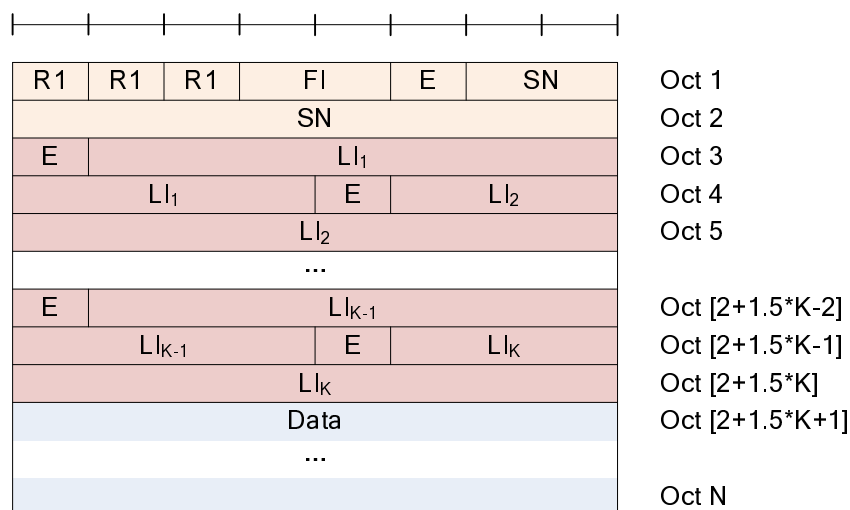 R1 R1 R1 FI E SN Oct 1
SN Oct 2
E LI₁ Oct 3
LI₁ E LI₂ Oct 4
LI₂ Oct 5
...
E LIK-1 Oct [2+1.5*K-2]
LIK-1 E LIK Oct [2+1.5*K-1]
LIK Oct [2+1.5*K]
Data Oct [2+1.5*K+1]
...
Oct N